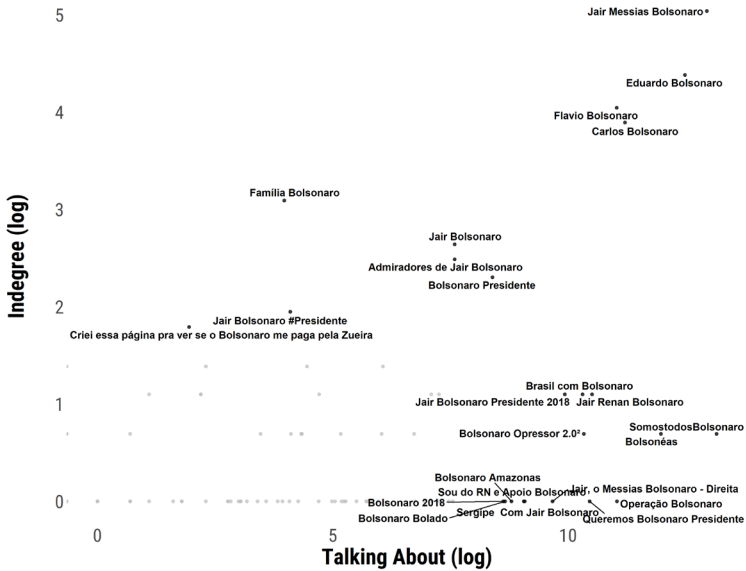 5
Jair Messias Bolsonaro
Eduardo Bolsonaro
4
Flavio Bolsonaro
Carlos Bolsonaro
Indegree (log)
Família Bolsonaro
3
Jair Bolsonaro
Admiradores de Jair Bolsonaro
Bolsonaro Presidente
2
Jair Bolsonaro #Presidente
Criei essa página pra ver se o Bolsonaro me paga pela Zueira
Brasil com Bolsonaro
1
Jair Bolsonaro Presidente 2018
Jair Renan Bolsonaro
SomostodosBolsonaro
Bolsonaro Opressor 2.0²
Bolsonéas
Bolsonaro Amazonas
Sou do RN e Apoio Bolsonaro
Jair, o Messias Bolsonaro - Direita
0
Bolsonaro 2018
Operação Bolsonaro
Sergipe Com Jair Bolsonaro
Bolsonaro Bolado
Queremos Bolsonaro Presidente
0
5
10
Talking About (log)